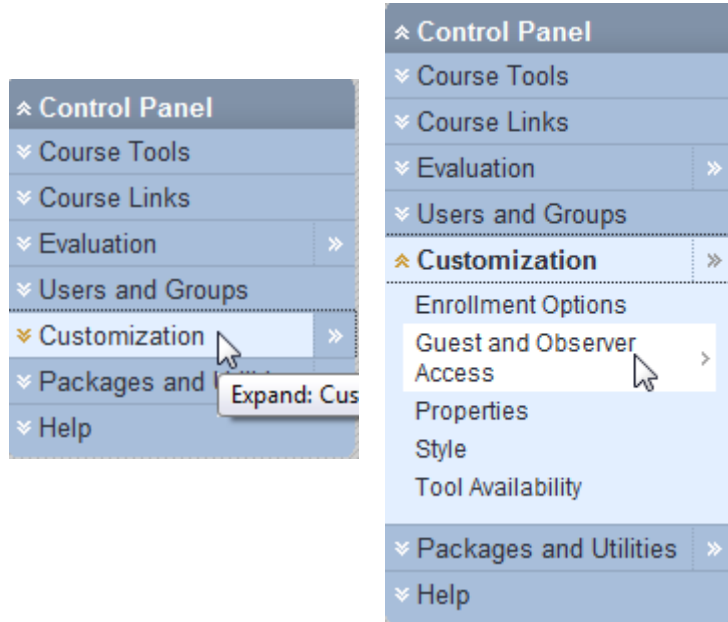 Control Panel
Course Tools
Course Links
Evaluation
Users and Groups
Customization
Packages and
Expand: Cus
Help
Control Panel
Course Tools
Course Links
Evaluation
Users and Groups
Customization
Enrollment Options
Guest and Observer
Access
Properties
Style
Tool Availability
Packages and Utilities
Help